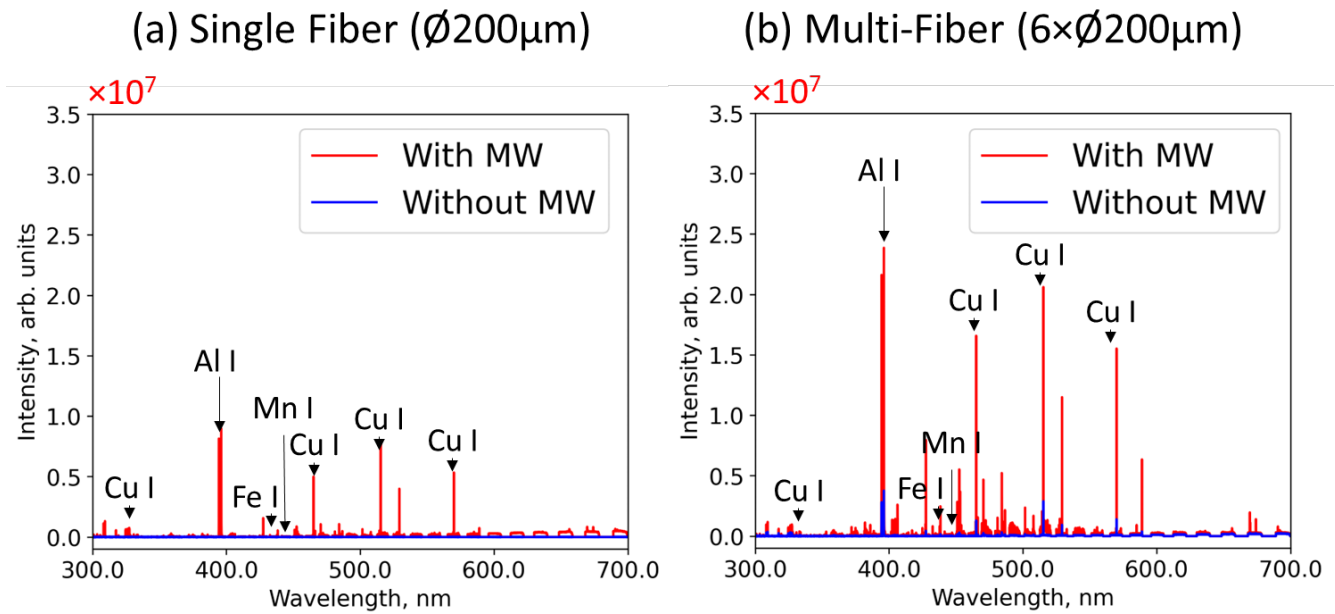 (a) Single Fiber (Ø200µm)
×10⁷
3.5
3.0
2.5
2.0
1.5
1.0
0.5
0.0
Intensity, arb. units
With MW
Without MW
Al I
Mn I
Cu I
Cu I
Cu I
Cu I
Fe I
300.0 400.0 500.0 600.0 700.0
Wavelength, nm
(b) Multi-Fiber (6×Ø200µm)
×10⁷
3.5
3.0
2.5
2.0
1.5
1.0
0.5
0.0
Intensity, arb. units
With MW
Without MW
Al I
Cu I
Cu I
Cu I
Mn I
Fe I
Cu I
300.0 400.0 500.0 600.0 700.0
Wavelength, nm